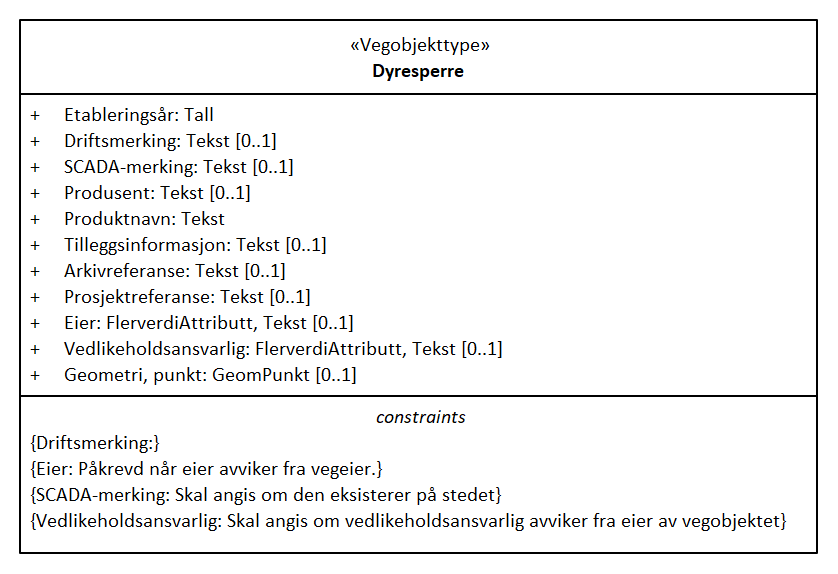 «Vegobjekttype»
Dyresperre
+ Etableringsår: Tall
+ Driftsmerking: Tekst [0..1]
+ SCADA-merking: Tekst [0..1]
+ Produsent: Tekst [0..1]
+ Produktnavn: Tekst
+ Tilleggsinformasjon: Tekst [0..1]
+ Arkivreferanse: Tekst [0..1]
+ Prosjektreferanse: Tekst [0..1]
+ Eier: FlerverdiAttributt, Tekst [0..1]
+ Vedlikeholdsansvarlig: FlerverdiAttributt, Tekst [0..1]
+ Geometri, punkt: GeomPunkt [0..1]
constraints
{Driftsmerking:}
{Eier: Påkrevd når eier avviker fra vegeier.}
{SCADA-merking: Skal angis om den eksisterer på stedet}
{Vedlikeholdsansvarlig: Skal angis om vedlikeholdsansvarlig avviker fra eier av vegobjektet}